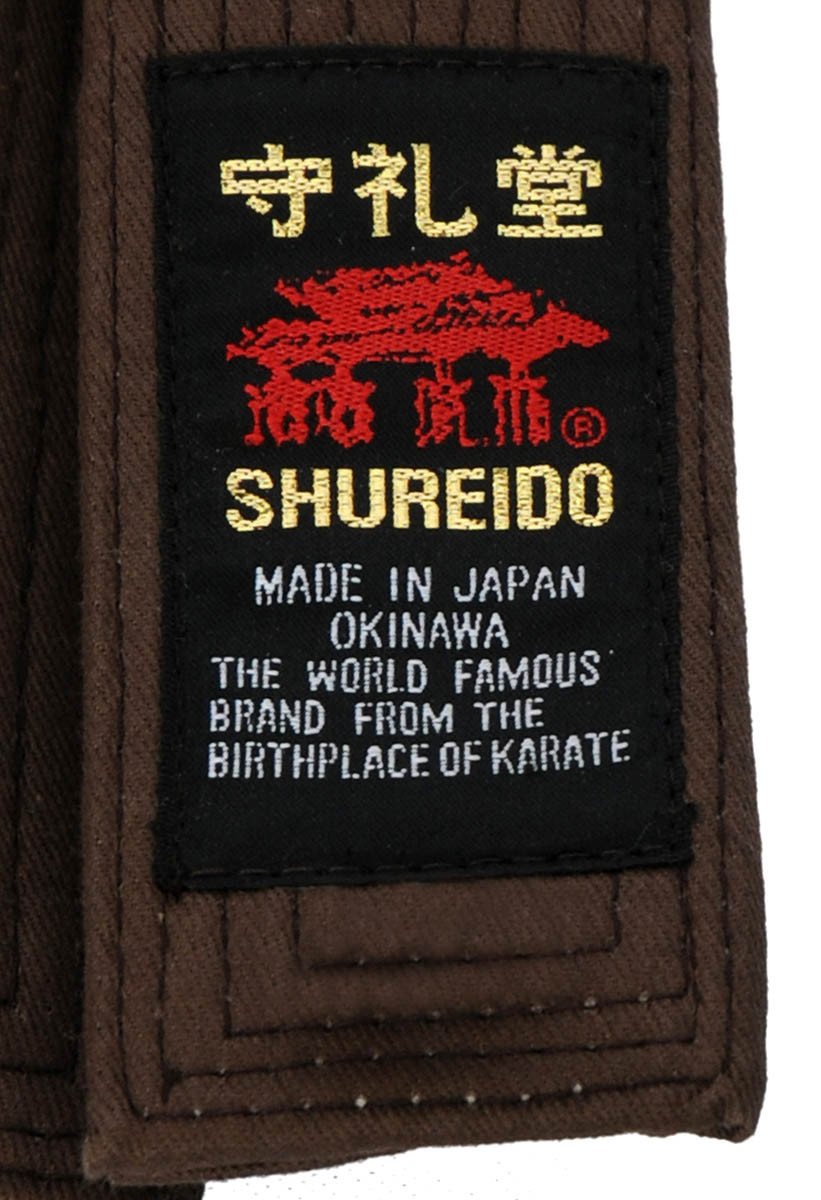 守礼堂
®
SHUREIDO
MADE IN JAPAN
OKINAWA
THE WORLD FAMOUS
BRAND FROM THE
BIRTHPLACE OF KARATE